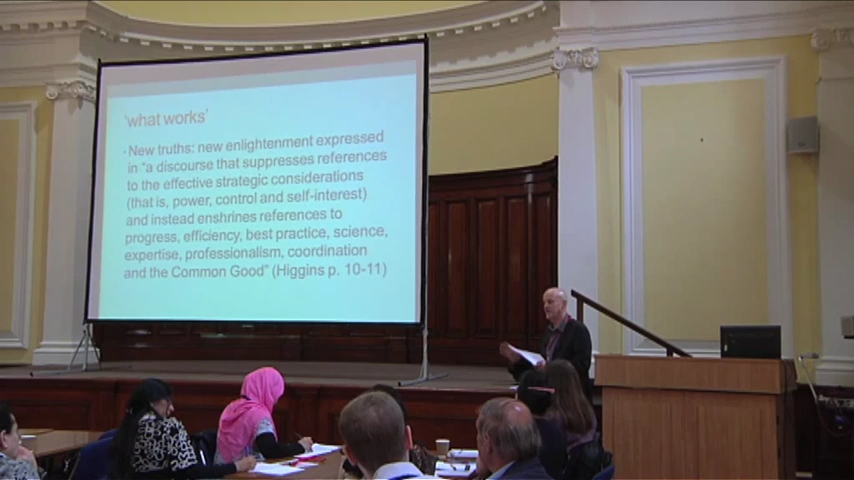 'what works'
• New truths: new enlightenment expressed
in "a discourse that suppresses references
to the effective strategic considerations
(that is, power, control and self-interest)
and instead enshrines references to
progress, efficiency, best practice, science,
expertise, professionalism, coordination
and the Common Good" (Higgins p. 10-11)